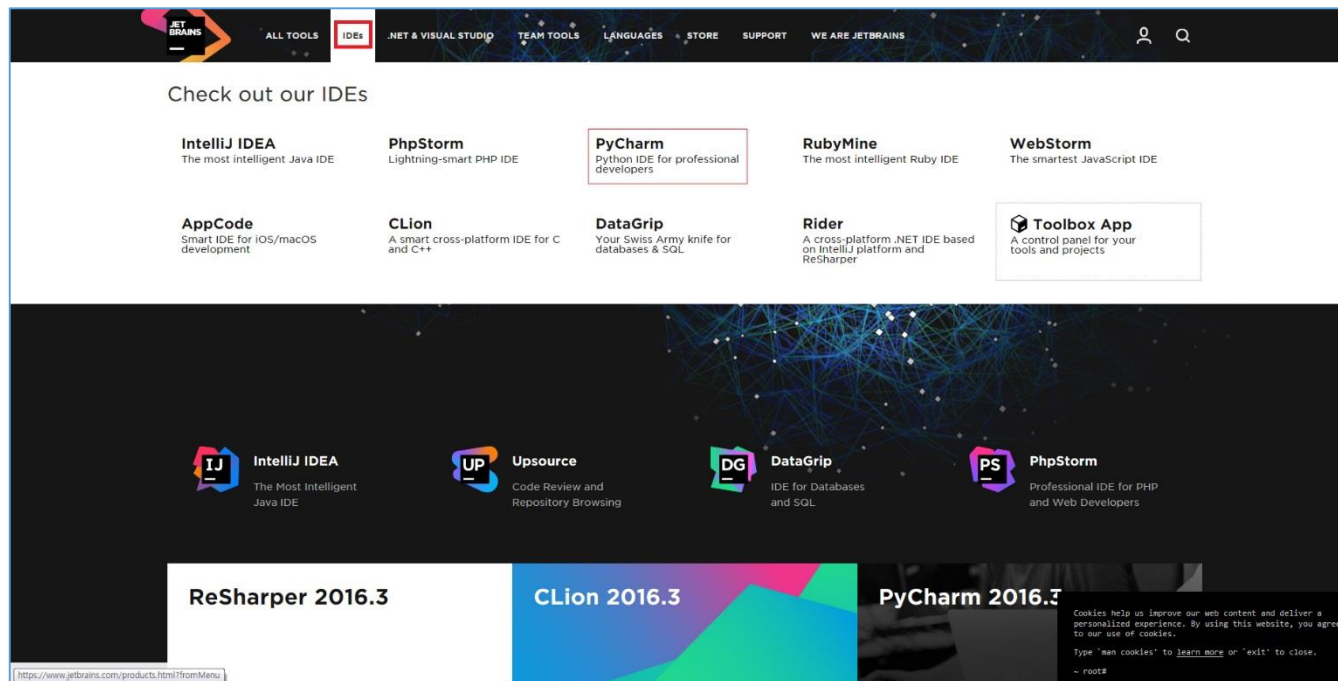 JET
BRAINS
ALL TOOLS IDEs .NET & VISUAL STUDIO TEAM TOOLS LANGUAGES STORE SUPPORT WE ARE JETBRAINS
Check out our IDEs
IntelliJ IDEA
The most intelligent Java IDE
PhpStorm
Lightning-smart PHP IDE
PyCharm
Python IDE for professional
developers
RubyMine
The most intelligent Ruby IDE
WebStorm
The smartest JavaScript IDE
AppCode
Smart IDE for iOS/macOS
development
CLion
A smart cross-platform IDE for C
and C++
DataGrip
Your Swiss Army knife for
databases & SQL
Rider
A cross-platform .NET IDE based
on IntelliJ platform and
ReSharper
Toolbox App
A control panel for your
tools and projects
IJ
IntelliJ IDEA
The Most Intelligent
Java IDE
UP
Upsource
Code Review and
Repository Browsing
DG
DataGrip
IDE for Databases
and SQL
PS
PhpStorm
Professional IDE for PHP
and Web Developers
ReSharper 2016.3
CLion 2016.3
PyCharm 2016.3
Cookies help us improve our web content and deliver a
personalized experience. By using this website, you agree
to our use of cookies.
Type `man cookies' to learn more or `exit' to close.
~ root#
https://www.jetbrains.com/products.html?fromMenu